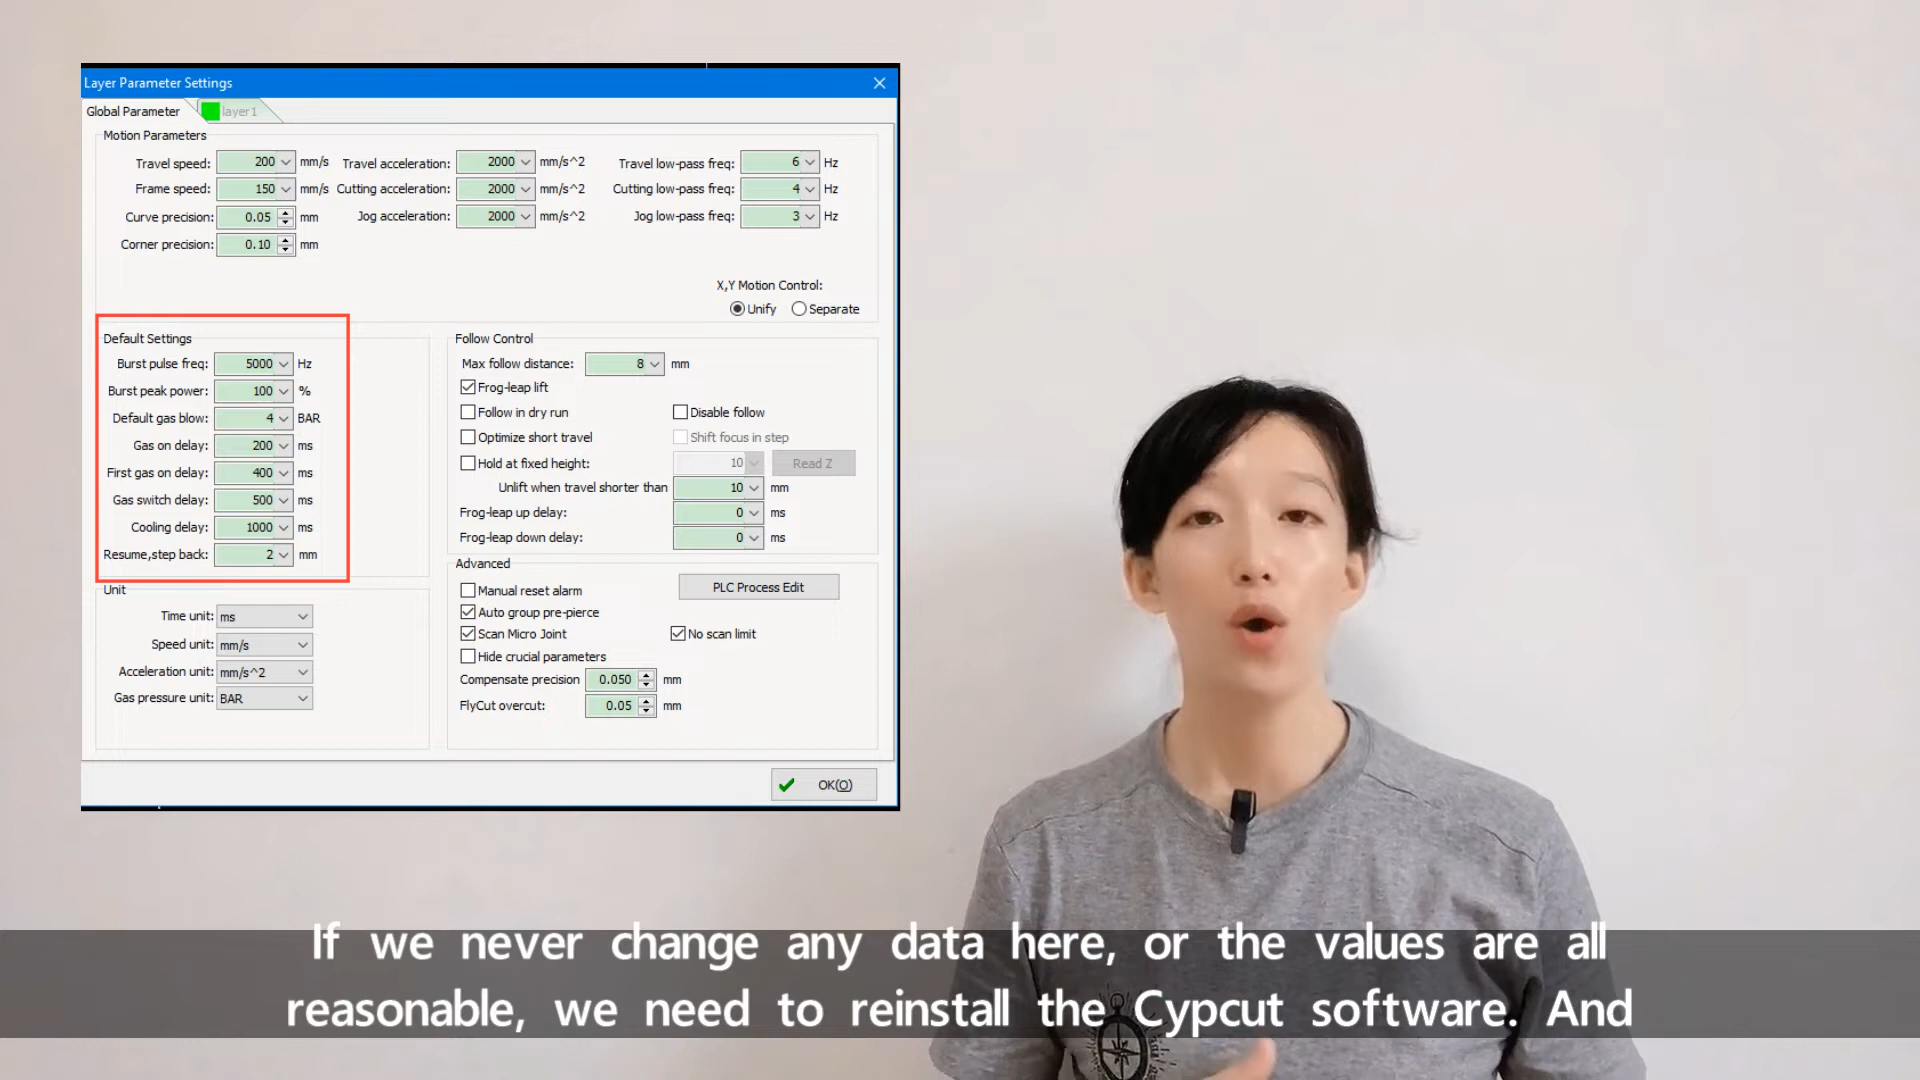 Layer Parameter Settings
Global Parameter layer1
Motion Parameters
Travel speed: 200 mm/s Travel acceleration: 2000 mm/s^2 Travel low-pass freq: 6 Hz
Frame speed: 150 mm/s Cutting acceleration: 2000 mm/s^2 Cutting low-pass freq: 4 Hz
Curve precision: 0.05 mm Jog acceleration: 2000 mm/s^2 Jog low-pass freq: 3 Hz
Corner precision: 0.10 mm
X,Y Motion Control:
Unify Separate
Default Settings
Burst pulse freq: 5000 Hz
Burst peak power: 100 %
Default gas blow: 4 BAR
Gas on delay: 200 ms
First gas on delay: 400 ms
Gas switch delay: 500 ms
Cooling delay: 1000 ms
Resume,step back: 2 mm
Follow Control
Max follow distance: 8 mm
Frog-leap lift
Follow in dry run Disable follow
Optimize short travel Shift focus in step
Hold at fixed height: 10 Read Z
Unlift when travel shorter than 10 mm
Frog-leap up delay: 0 ms
Frog-leap down delay: 0 ms
Unit
Time unit: ms
Speed unit: mm/s
Acceleration unit: mm/s^2
Gas pressure unit: BAR
Advanced
Manual reset alarm PLC Process Edit
Auto group pre-pierce
Scan Micro Joint No scan limit
Hide crucial parameters
Compensate precision 0.050 mm
FlyCut overcut: 0.05 mm
OK(O)
If we never change any data here, or the values are all
reasonable, we need to reinstall the Cypcut software. And